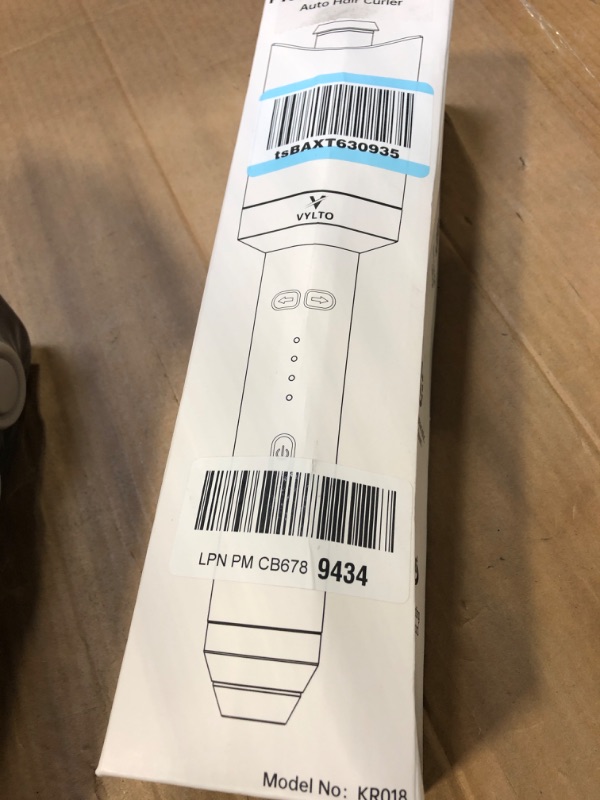 Auto Hair Curler
tsBAXT630935
VYLTO
LPN PM CB678 9434
Model No: KR018